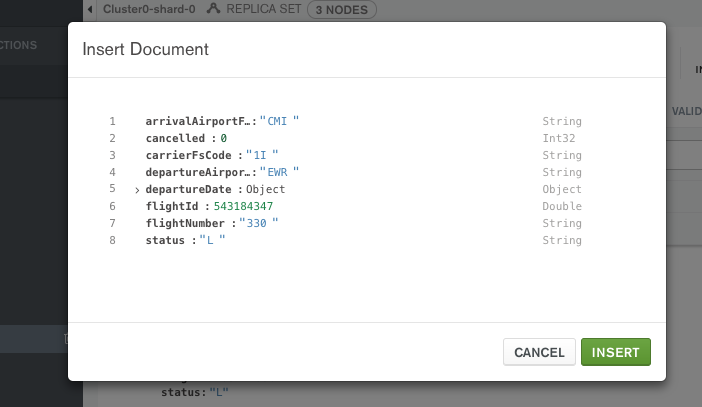 Cluster0-shard-0 REPLICA SET 3 NODES
CTIONS
Insert Document
IN
VALID
1 arrivalAirportF…:"CMI " String
2 cancelled :0 Int32
3 carrierFsCode :"1I " String
4 departureAirpor…:"EWR " String
5 › departureDate :Object Object
6 flightId :543184347 Double
7 flightNumber :"330 " String
8 status :"L " String
CANCEL INSERT
status:"L"